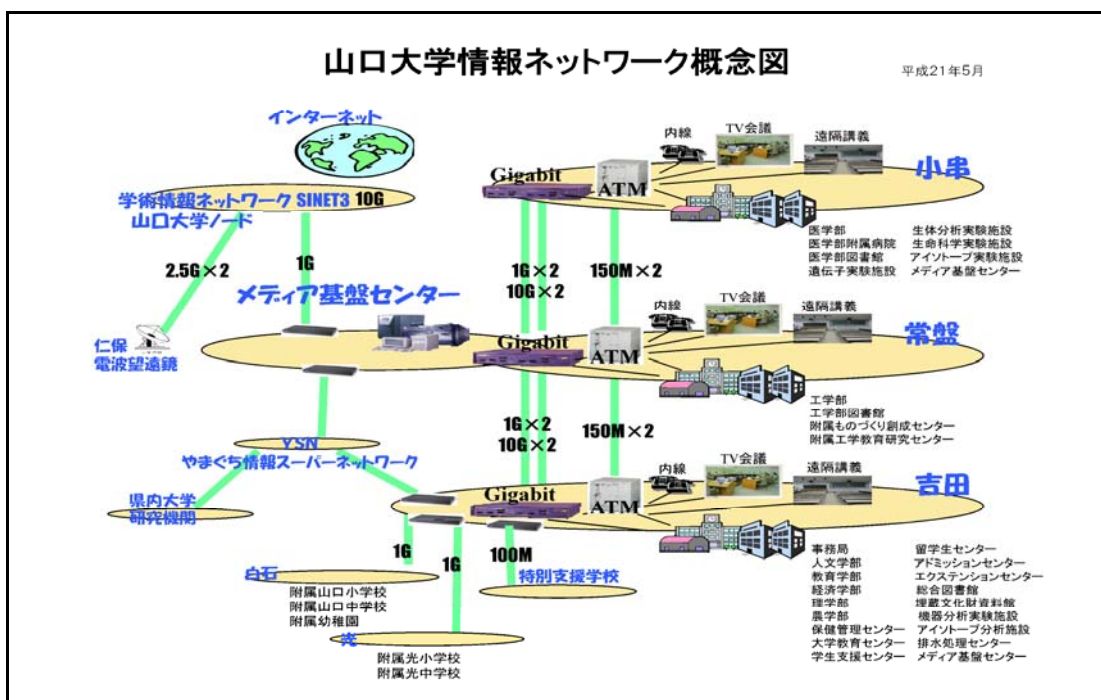 山口大学情報ネットワーク概念図
平成21年5月
インターネット
学術情報ネットワーク SINET3 10G
山口大学ノード
2.5G×2
1G
仁保
電波望遠鏡
メディア基盤センター
YSN
やまぐち情報スーパーネットワーク
県内大学
研究機関
Gigabit
ATM
内線
TV会議
遠隔講義
小串
医学部 生体分析実験施設
医学部附属病院 生命科学実験施設
医学部図書館 アイソトープ実験施設
遺伝子実験施設 メディア基盤センター
1G×2
10G×2
150M×2
Gigabit
ATM
内線
TV会議
遠隔講義
常盤
工学部
工学部図書館
附属ものづくり創成センター
附属工学教育研究センター
1G×2
10G×2
150M×2
Gigabit
ATM
内線
TV会議
遠隔講義
吉田
事務局 留学生センター
人文学部 アドミッションセンター
教育学部 エクステンションセンター
経済学部 総合図書館
理学部 埋蔵文化財資料館
農学部 機器分析実験施設
保健管理センター アイソトープ分析施設
大学教育センター 排水処理センター
学生支援センター メディア基盤センター
1G
1G
100M
白石
附属山口小学校
附属山口中学校
附属幼稚園
特別支援学校
光
附属光小学校
附属光中学校